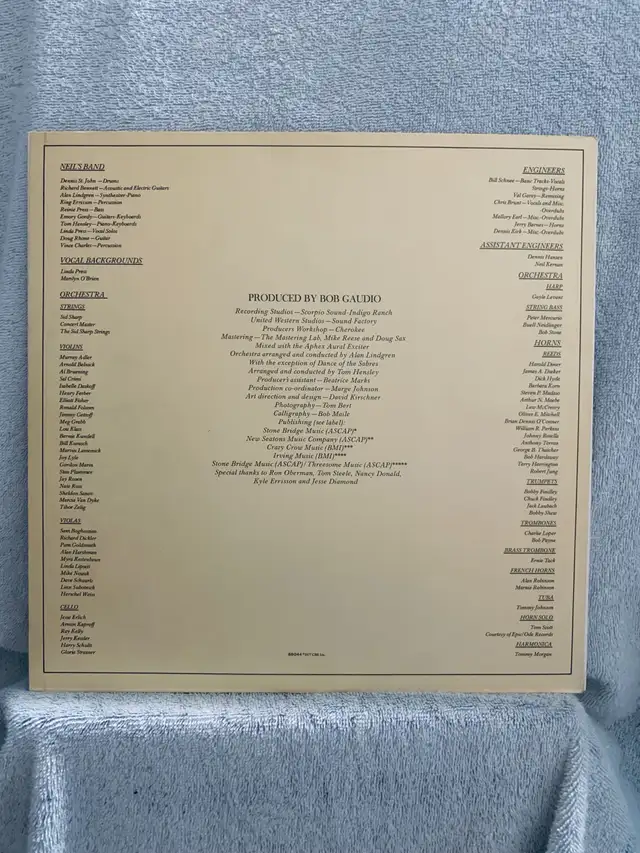 NEIL'S BAND
Dennis St. John—Drums
Richard Bennett—Acoustic and Electric Guitars
Alan Lindgren—Synthesizer-Piano
King Errisson—Percussion
Reinie Press—Bass
Emory Gordy—Guitars-Keyboards
Tom Hensley—Piano-Keyboards
Linda Press—Vocal Solos
Doug Rhone—Guitar
Vince Charles—Percussion
VOCAL BACKGROUNDS
Linda Press
Marilyn O'Brien
ORCHESTRA
STRINGS
Sid Sharp
Concert Master
The Sid Sharp Strings
VIOLINS
Murray Adler
Arnold Belnick
Al Breuning
Sal Crimi
Isabelle Daskoff
Henry Ferber
Elliott Fisher
Ronald Folsom
Jimmy Getzoff
Meg Grabb
Lou Klass
Bernie Kundell
Bill Kurasch
Marvin Limonick
Joy Lyle
Gordon Marra
Stan Plummer
Jay Rosen
Nate Ross
Sheldon Sanov
Marcia Van Dyke
Tibor Zelig
VIOLAS
Sam Boghossian
Richard Dickler
Pam Goldsmith
Alan Harshman
Myra Kestenbaum
Linda Lipsett
Mike Nowak
Dave Schwartz
Linn Subotnick
Herschel Wise
CELLO
Jesse Erlich
Armin Kaproff
Ray Kelly
Jerry Kessler
Harry Schultz
Gloria Strassner
PRODUCED BY BOB GAUDIO
Recording Studios—Scorpio Sound-Indigo Ranch
United Western Studios—Sound Factory
Producers Workshop—Cherokee
Mastering—The Mastering Lab, Mike Reese and Doug Sax
Mixed with the Aphex Aural Exciter
Orchestra arranged and conducted by Alan Lindgren
With the exception of Dance of the Sabres
Arranged and conducted by Tom Hensley
Producer's assistant—Beatrice Marks
Production co-ordinator—Marge Johnson
Art direction and design—David Kirschner
Photography—Tom Bert
Calligraphy—Bob Maile
Publishing (see label):
Stone Bridge Music (ASCAP)*
New Seasons Music Company (ASCAP)**
Crazy Crow Music (BMI)***
Irving Music (BMI)****
Stone Bridge Music (ASCAP)/Threesome Music (ASCAP)*****
Special thanks to Ron Oberman, Tom Steele, Nancy Donald,
Kyle Errisson and Jesse Diamond
ENGINEERS
Bill Schnee—Basic Tracks-Vocals
Strings-Horns
Val Garay—Remixing
Chris Brunt—Vocals and Misc.
-Overdubs
Mallory Earl—Misc.-Overdubs
Jerry Barnes—Horns
Dennis Kirk—Misc.-Overdubs
ASSISTANT ENGINEERS
Dennis Hansen
Neil Kernan
ORCHESTRA
HARP
Gayle Levant
STRING BASS
Peter Mercurio
Buell Neidlinger
Bob Stone
HORNS
REEDS
James A. Decker
Dick Hyde
Barbara Korn
Steven P. Madaio
Arthur N. Maebe
Lew McCreary
Oliver E. Mitchell
Brian Dennis O'Connor
William B. Perkins
Johnny Rotella
Anthony Terran
George B. Thatcher
Bob Hardaway
Terry Harrington
Robert Jung
TRUMPETS
Bobby Findley
Chuck Findley
Jack Laubach
Bobby Shew
TROMBONES
Charlie Loper
Bob Payne
BRASS TROMBONE
Ernie Tack
FRENCH HORNS
Alan Robinson
Marnie Robinson
TUBA
Tommy Johnson
HORN SOLO
Tom Scott
Courtesy of Epic/Ode Records
HARMONICA
Tommy Morgan